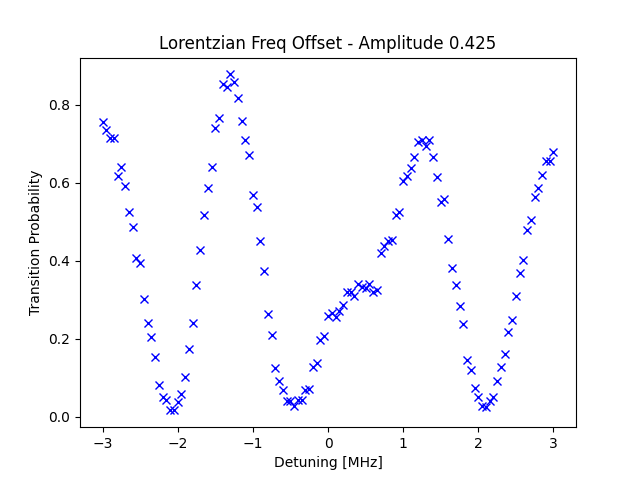 Lorentzian Freq Offset - Amplitude 0.425
Transition Probability
0.8
0.6
0.4
0.2
0.0
−3 −2 −1 0 1 2 3
Detuning [MHz]